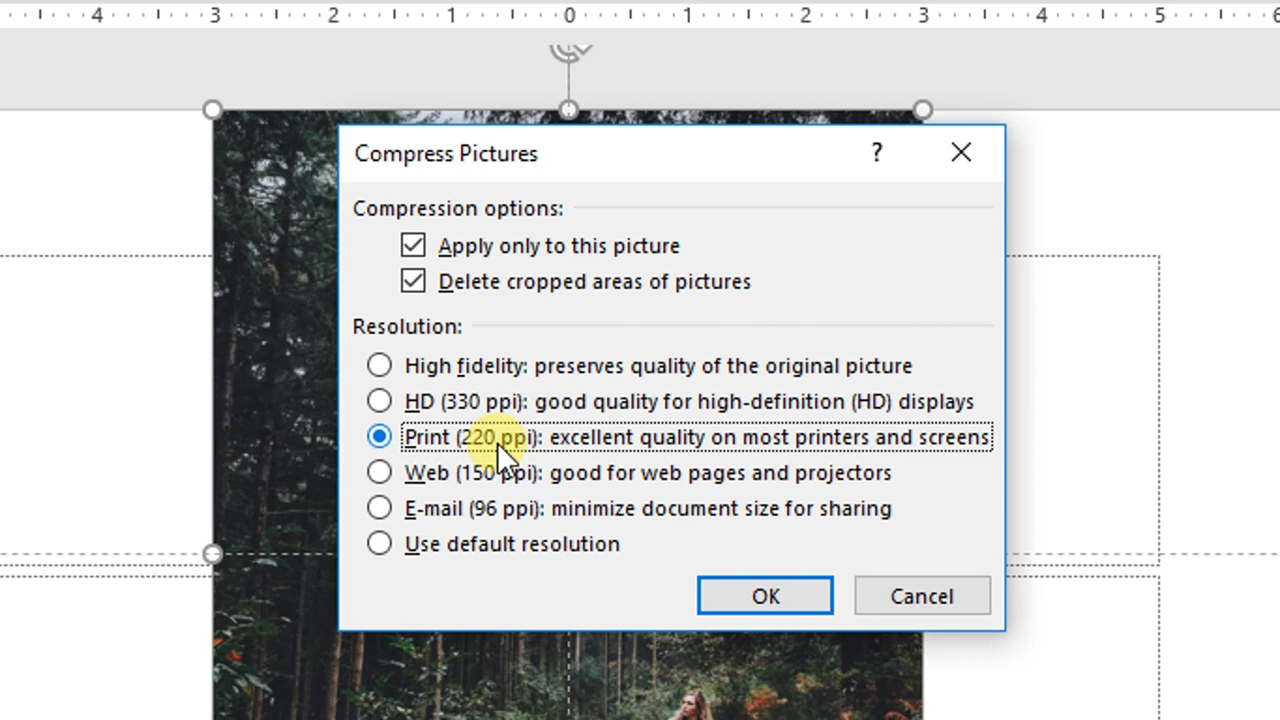 4 3 2 1 0 1 2 3 4 5 6
Compress Pictures ?
Compression options:
Apply only to this picture
Delete cropped areas of pictures
Resolution:
High fidelity: preserves quality of the original picture
HD (330 ppi): good quality for high-definition (HD) displays
Print (220 ppi): excellent quality on most printers and screens
Web (150 ppi): good for web pages and projectors
E-mail (96 ppi): minimize document size for sharing
Use default resolution
OK Cancel